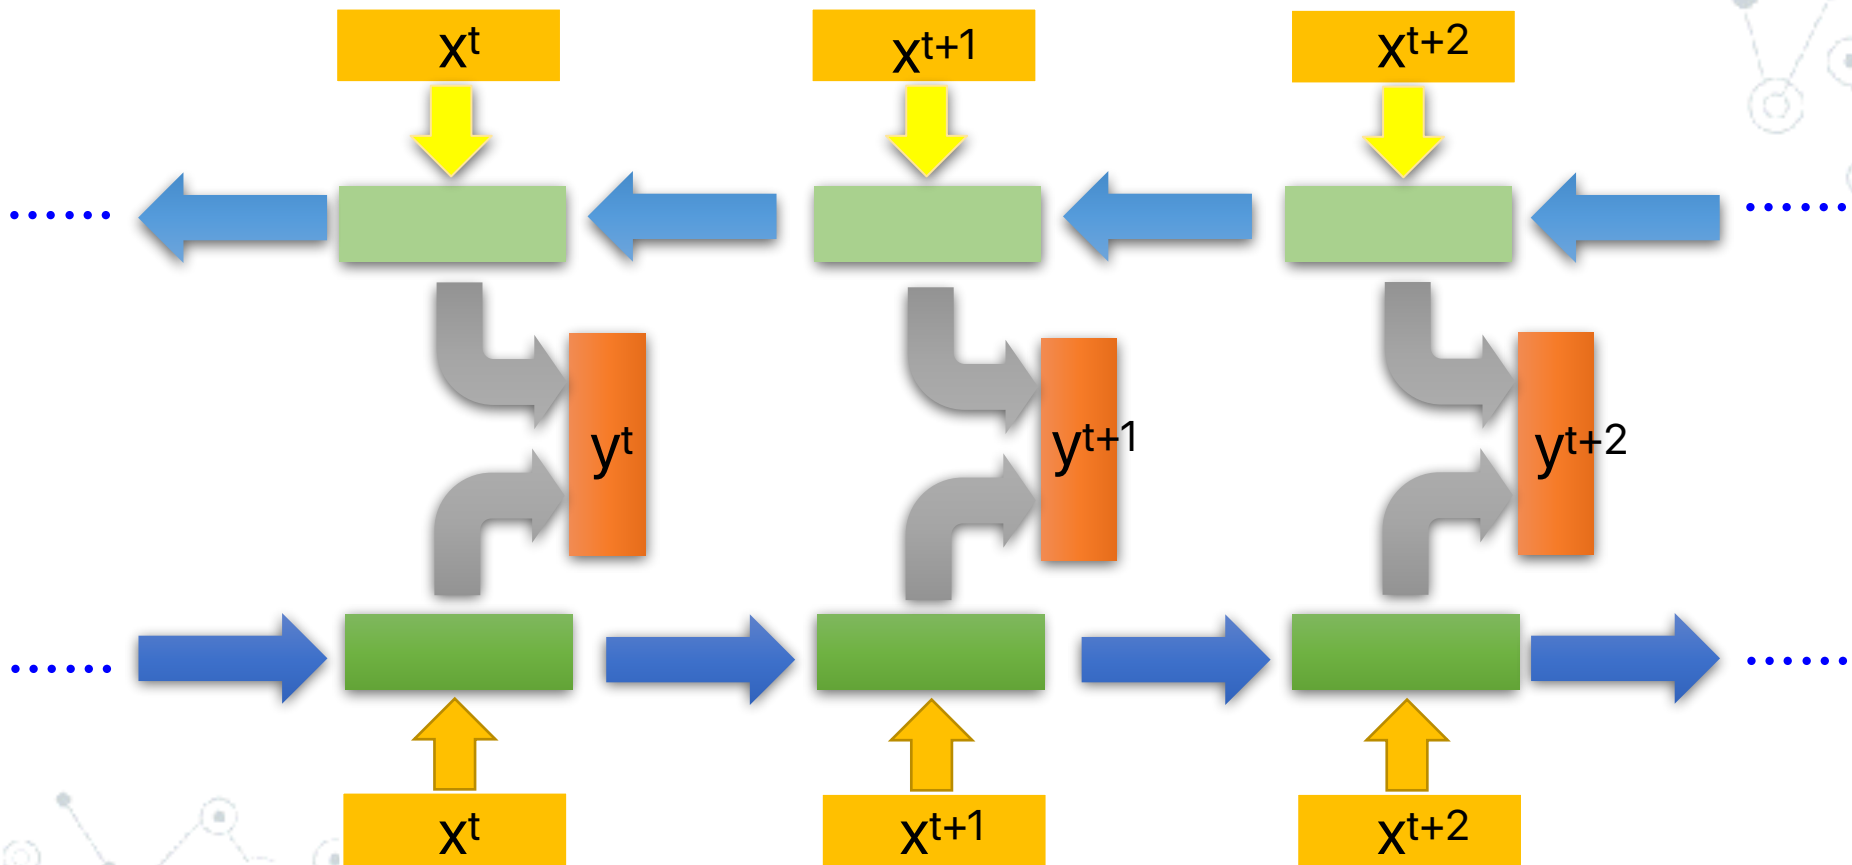 xᵗ xᵗ⁺¹ xᵗ⁺²
...... ......
yᵗ yᵗ⁺¹ yᵗ⁺²
...... ......
xᵗ xᵗ⁺¹ xᵗ⁺²